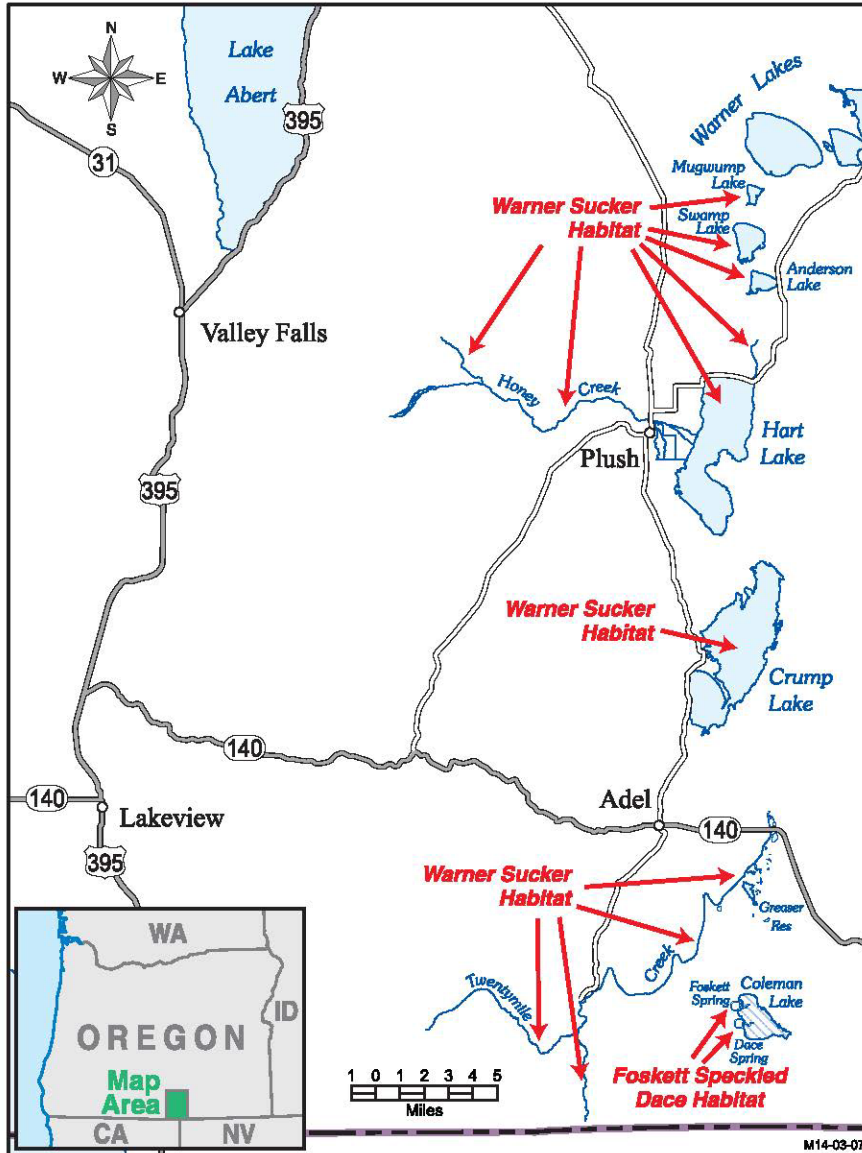 N
W
E
S
Lake
Abert
395
31
Warner Lakes
Mugwump
Lake
Swamp
Lake
Anderson
Lake
Warner Sucker
Habitat
Valley Falls
Honey
Creek
Plush
Hart
Lake
395
Warner Sucker
Habitat
Crump
Lake
140
Adel
140
140
Lakeview
395
Warner Sucker
Habitat
Greaser
Res
Creek
Twentymile
Foskett
Spring
Coleman
Lake
Dace
Spring
Foskett Speckled
Dace Habitat
WA
ID
OREGON
Map
Area
CA
NV
1 0 1 2 3 4 5
Miles
M14-03-07